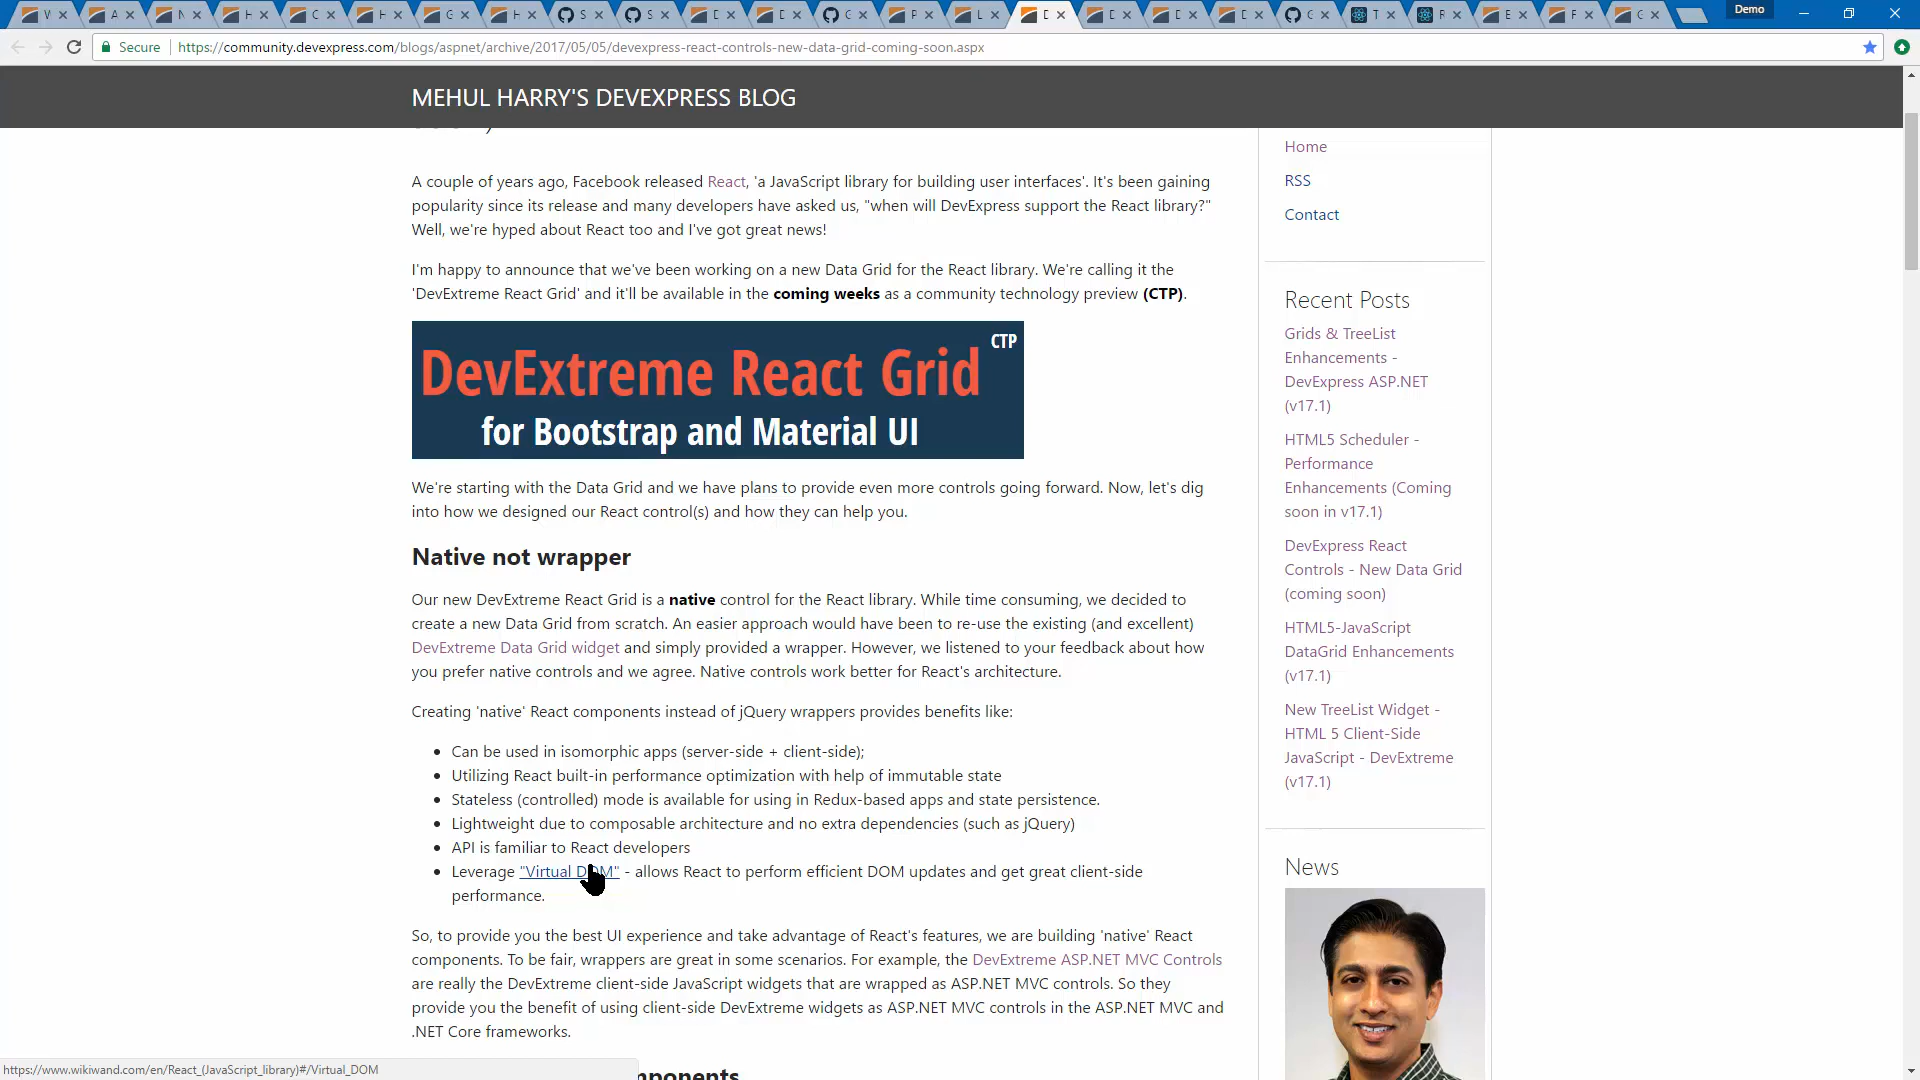 W
A
N
H
C
H
G
H
S
S
D
D
G
P
L
D
D
D
D
G
T
R
E
F
G
Demo
Secure
https://community.devexpress.com/blogs/aspnet/archive/2017/05/05/devexpress-react-controls-new-data-grid-coming-soon.aspx
MEHUL HARRY'S DEVEXPRESS BLOG
A couple of years ago, Facebook released React, 'a JavaScript library for building user interfaces'. It's been gaining
popularity since its release and many developers have asked us, "when will DevExpress support the React library?"
Well, we're hyped about React too and I've got great news!
I'm happy to announce that we've been working on a new Data Grid for the React library. We're calling it the
'DevExtreme React Grid' and it'll be available in the coming weeks as a community technology preview (CTP).
CTP
DevExtreme React Grid
for Bootstrap and Material UI
We're starting with the Data Grid and we have plans to provide even more controls going forward. Now, let's dig
into how we designed our React control(s) and how they can help you.
Native not wrapper
Our new DevExtreme React Grid is a native control for the React library. While time consuming, we decided to
create a new Data Grid from scratch. An easier approach would have been to re-use the existing (and excellent)
DevExtreme Data Grid widget and simply provided a wrapper. However, we listened to your feedback about how
you prefer native controls and we agree. Native controls work better for React's architecture.
Creating 'native' React components instead of jQuery wrappers provides benefits like:
• Can be used in isomorphic apps (server-side + client-side);
• Utilizing React built-in performance optimization with help of immutable state
• Stateless (controlled) mode is available for using in Redux-based apps and state persistence.
• Lightweight due to composable architecture and no extra dependencies (such as jQuery)
• API is familiar to React developers
• Leverage "Virtual DOM" - allows React to perform efficient DOM updates and get great client-side
performance.
So, to provide you the best UI experience and take advantage of React's features, we are building 'native' React
components. To be fair, wrappers are great in some scenarios. For example, the DevExtreme ASP.NET MVC Controls
are really the DevExtreme client-side JavaScript widgets that are wrapped as ASP.NET MVC controls. So they
provide you the benefit of using client-side DevExtreme widgets as ASP.NET MVC controls in the ASP.NET MVC and
.NET Core frameworks.
Home
RSS
Contact
Recent Posts
Grids & TreeList
Enhancements -
DevExpress ASP.NET
(v17.1)
HTML5 Scheduler -
Performance
Enhancements (Coming
soon in v17.1)
DevExpress React
Controls - New Data Grid
(coming soon)
HTML5-JavaScript
DataGrid Enhancements
(v17.1)
New TreeList Widget -
HTML 5 Client-Side
JavaScript - DevExtreme
(v17.1)
News
https://www.wikiwand.com/en/React_(JavaScript_library)#/Virtual_DOM